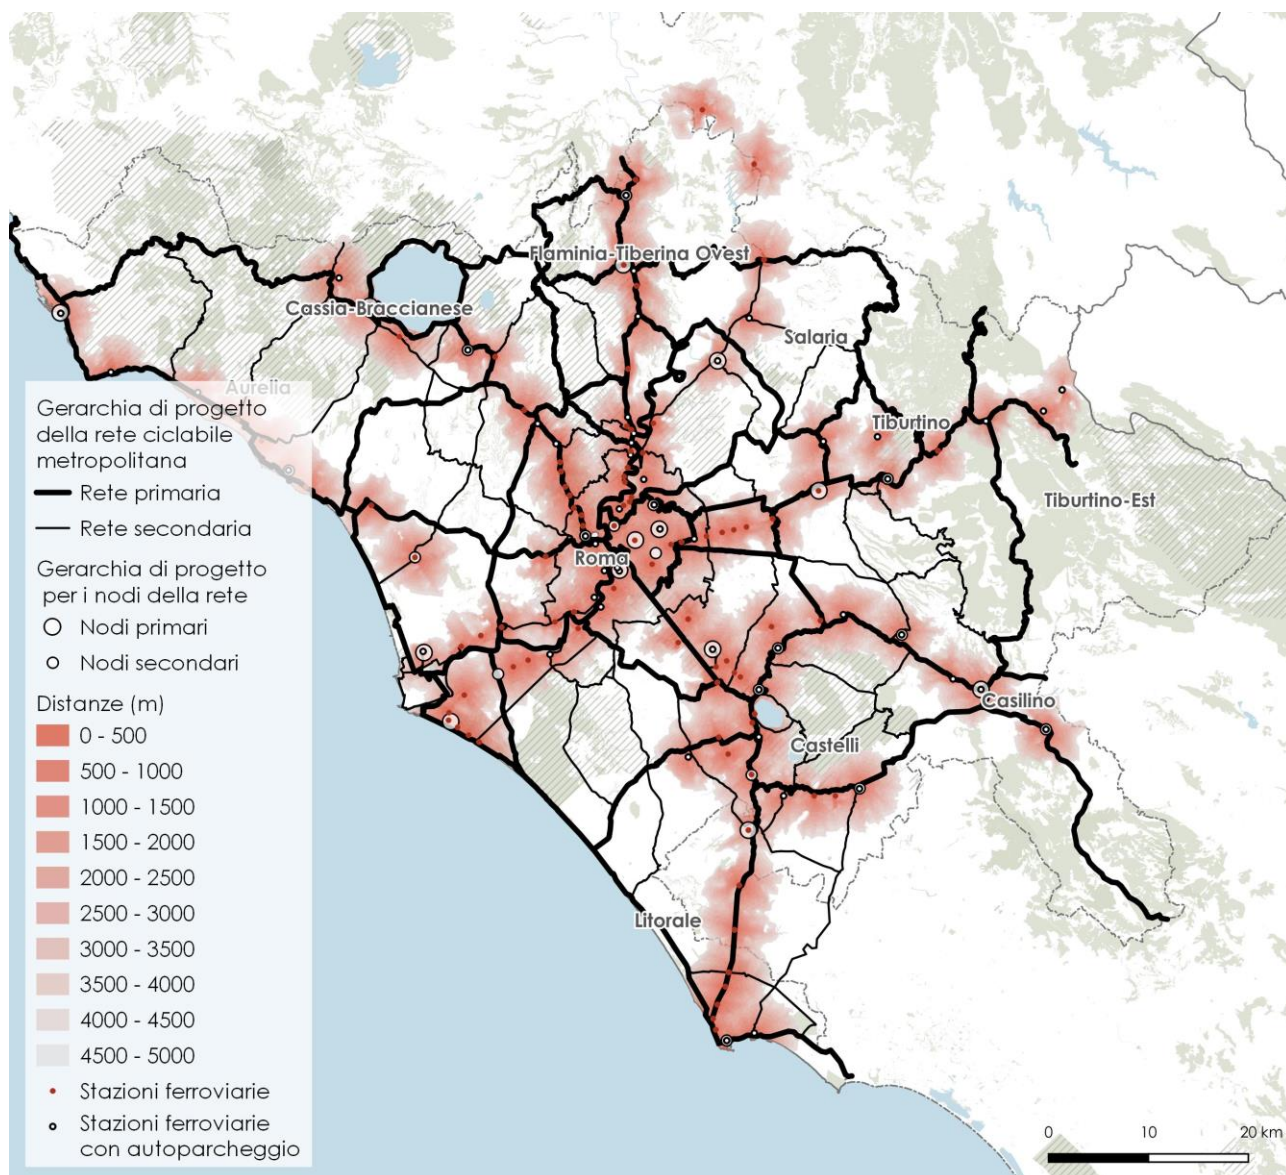 Flaminia-Tiberina Ovest
Cassia-Braccianese
Salaria
Aurelia
Tiburtino
Tiburtino-Est
Roma
Casilino
Castelli
Litorale
Gerarchia di progetto
della rete ciclabile
metropolitana
Rete primaria
Rete secondaria
Gerarchia di progetto
per i nodi della rete
Nodi primari
Nodi secondari
Distanze (m)
0 - 500
500 - 1000
1000 - 1500
1500 - 2000
2000 - 2500
2500 - 3000
3000 - 3500
3500 - 4000
4000 - 4500
4500 - 5000
Stazioni ferroviarie
Stazioni ferroviarie
con autoparcheggio
0 10 20 km